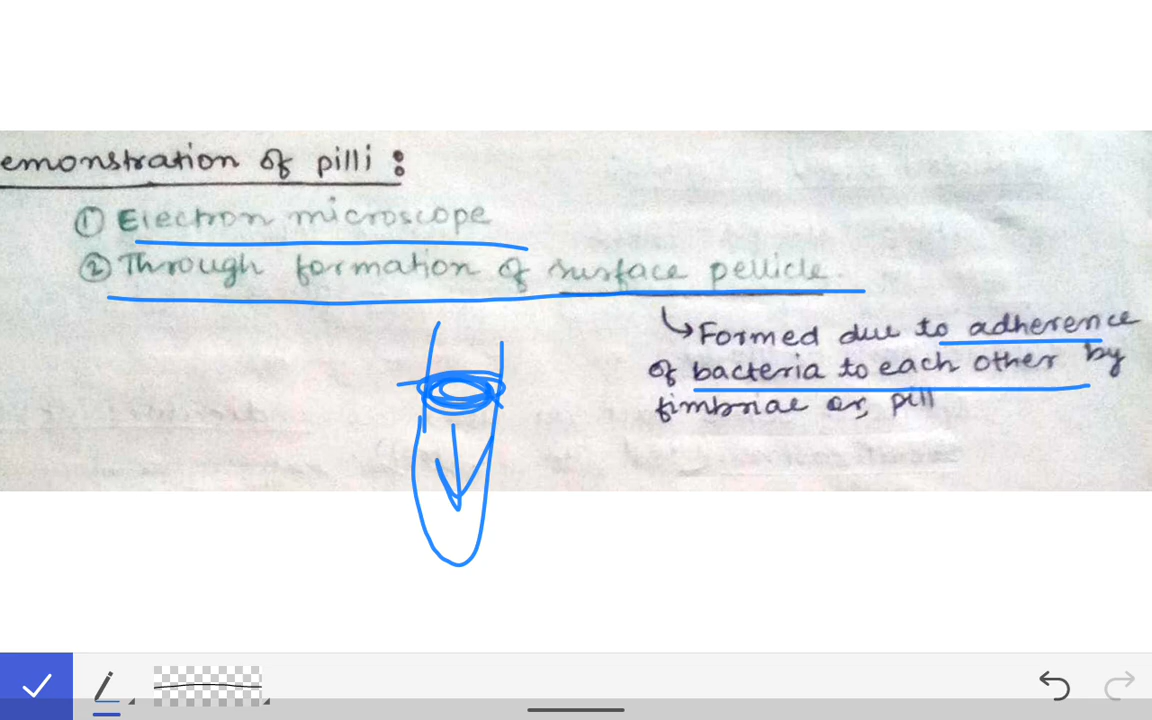 emonstration of pilli :
① Electron microscope
② Through formation of surface pellicle.
↳ Formed due to adherence
of bacteria to each other by
fimbriae or, pili